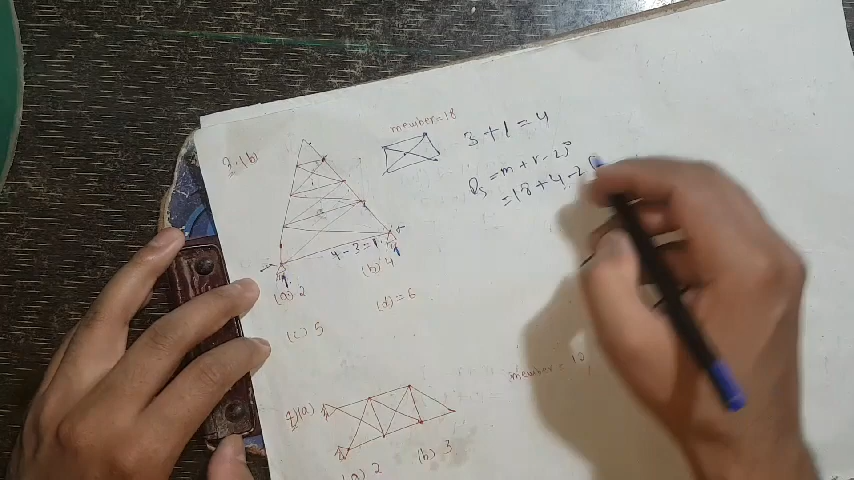 member=18
3.(b)
3+1=4
Ds = m+r-2j
=18+4-2
4-3=1
(a) 2
(b) 4
(c) 5
(d) = 6
4(a)
member = 10
(a) 2
(b) 3